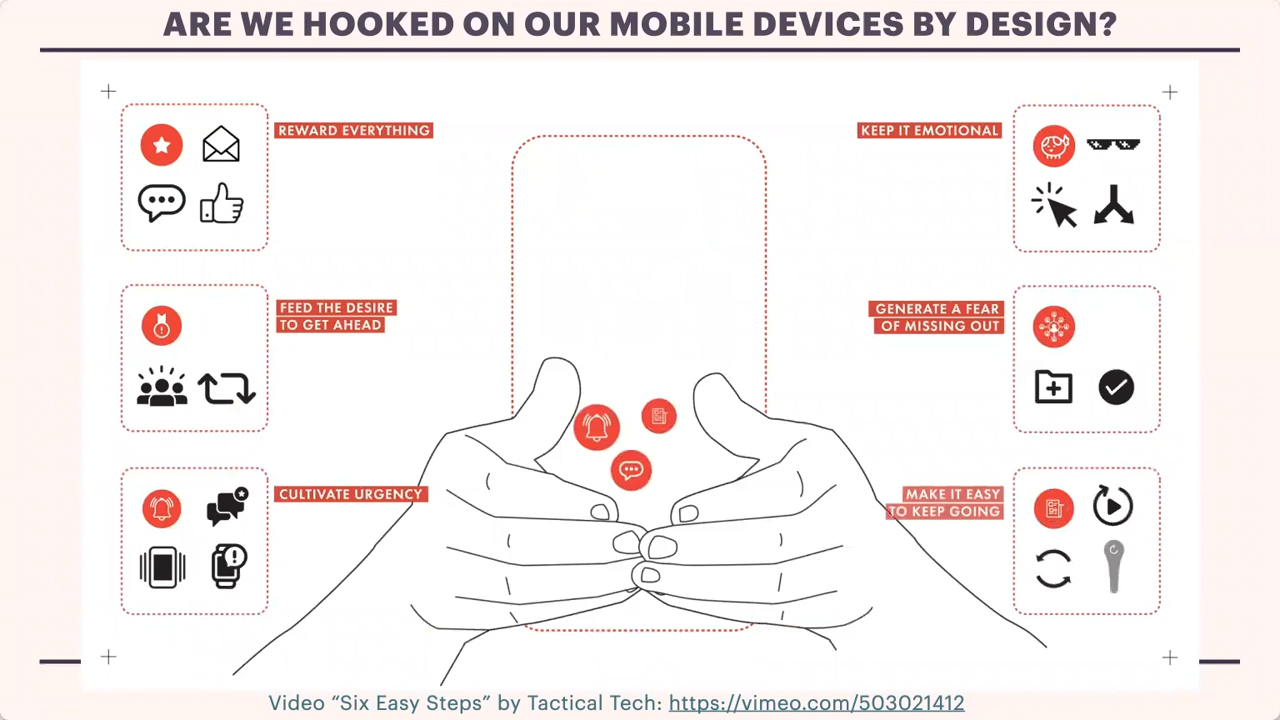 ARE WE HOOKED ON OUR MOBILE DEVICES BY DESIGN?
REWARD EVERYTHING
FEED THE DESIRE
TO GET AHEAD
CULTIVATE URGENCY
KEEP IT EMOTIONAL
GENERATE A FEAR
OF MISSING OUT
MAKE IT EASY
TO KEEP GOING
Video “Six Easy Steps” by Tactical Tech: https://vimeo.com/503021412